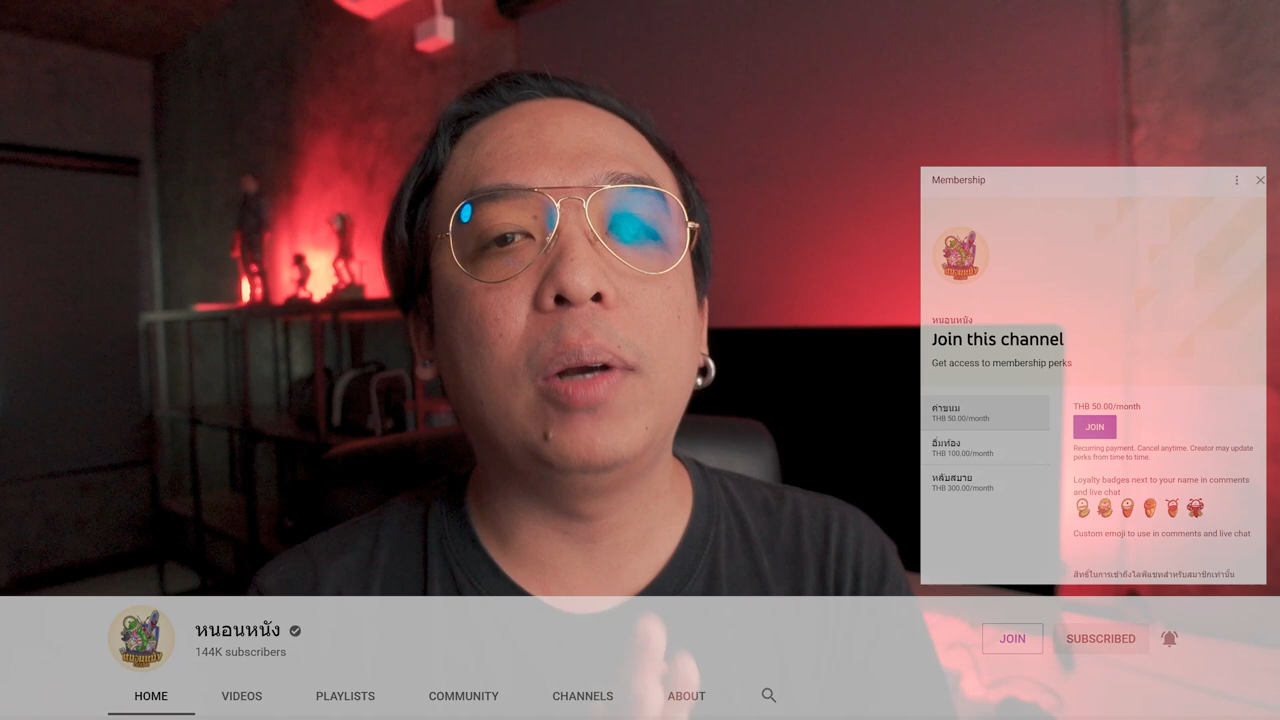 Membership
หนอนหนัง
Join this channel
Get access to membership perks
ค่าขนม
THB 50.00/month
อิ่มท้อง
THB 100.00/month
หลับสบาย
THB 300.00/month
THB 50.00/month
JOIN
Recurring payment. Cancel anytime. Creator may update
perks from time to time.
Loyalty badges next to your name in comments
and live chat
Custom emoji to use in comments and live chat
สิทธิ์ในการเข้าถึงไลฟ์แชทสำหรับสมาชิกเท่านั้น
หนอนหนัง
หนอนหนัง
144K subscribers
JOIN
SUBSCRIBED
HOME
VIDEOS
PLAYLISTS
COMMUNITY
CHANNELS
ABOUT